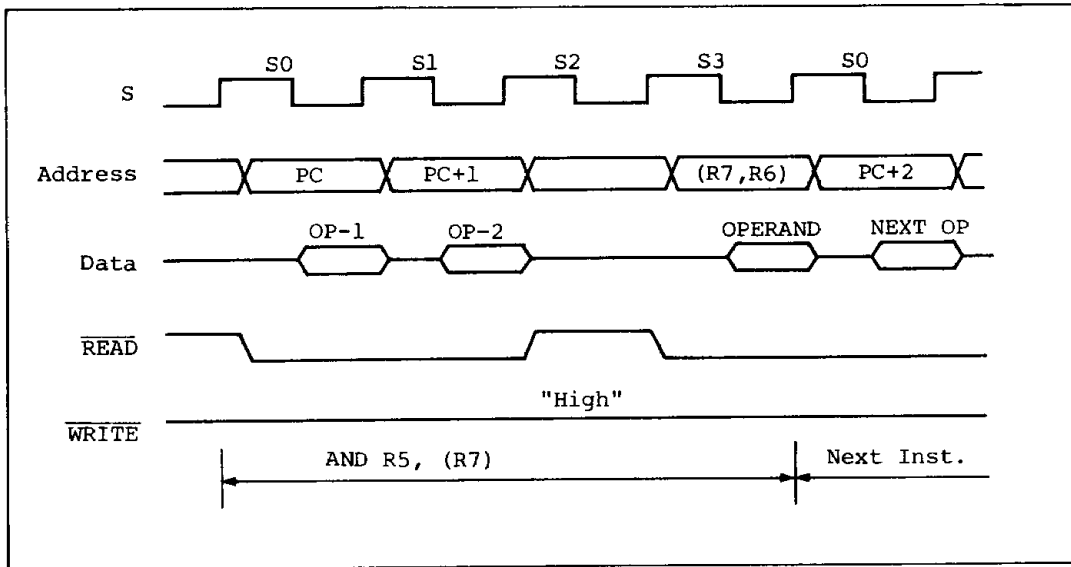 S0 S1 S2 S3 S0
S
Address PC PC+1 (R7,R6) PC+2
OP-1 OP-2 OPERAND NEXT OP
Data
READ
"High"
WRITE
AND R5, (R7) Next Inst.